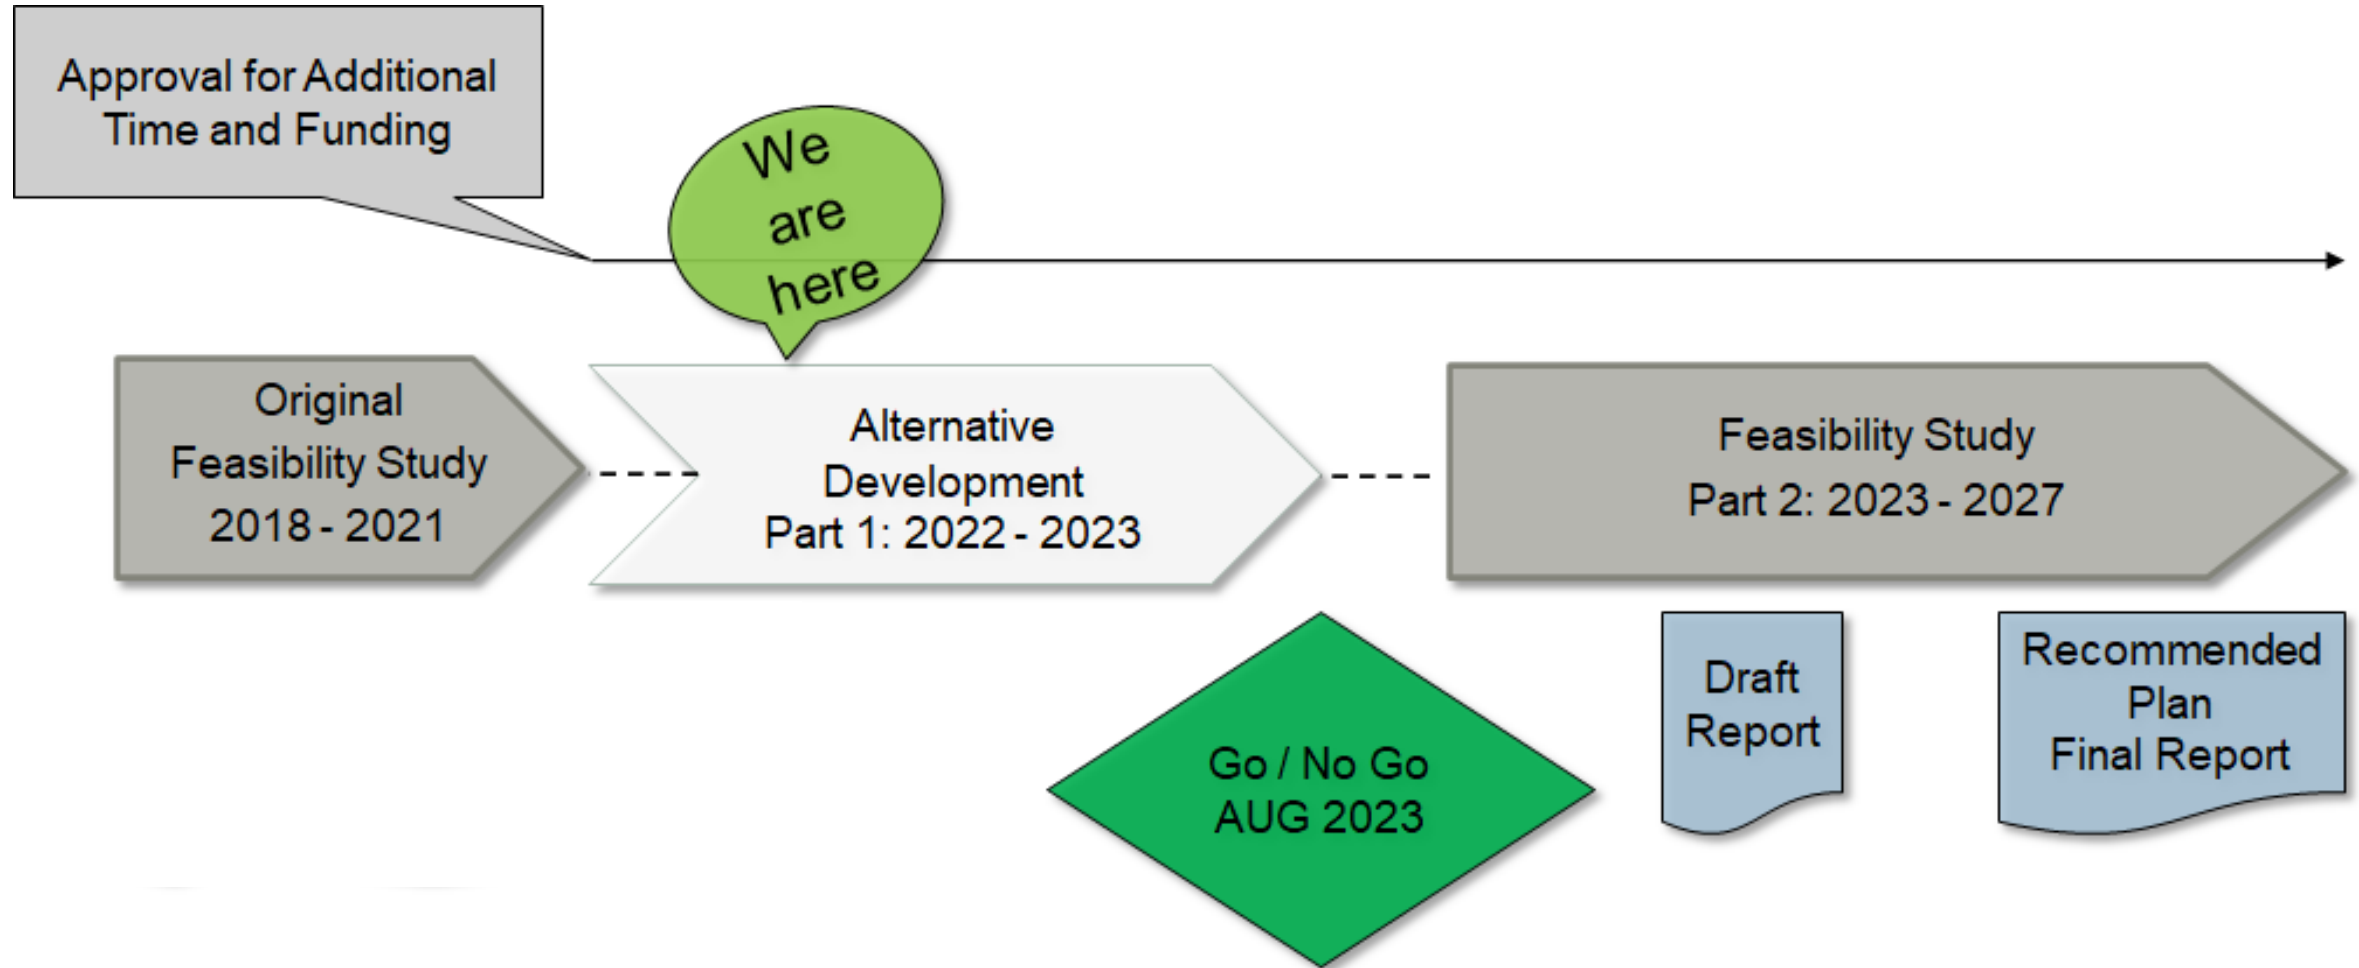 Approval for Additional
Time and Funding
We
are
here
Original
Feasibility Study
2018 - 2021
Alternative
Development
Part 1: 2022 - 2023
Feasibility Study
Part 2: 2023 - 2027
Go / No Go
AUG 2023
Draft
Report
Recommended
Plan
Final Report